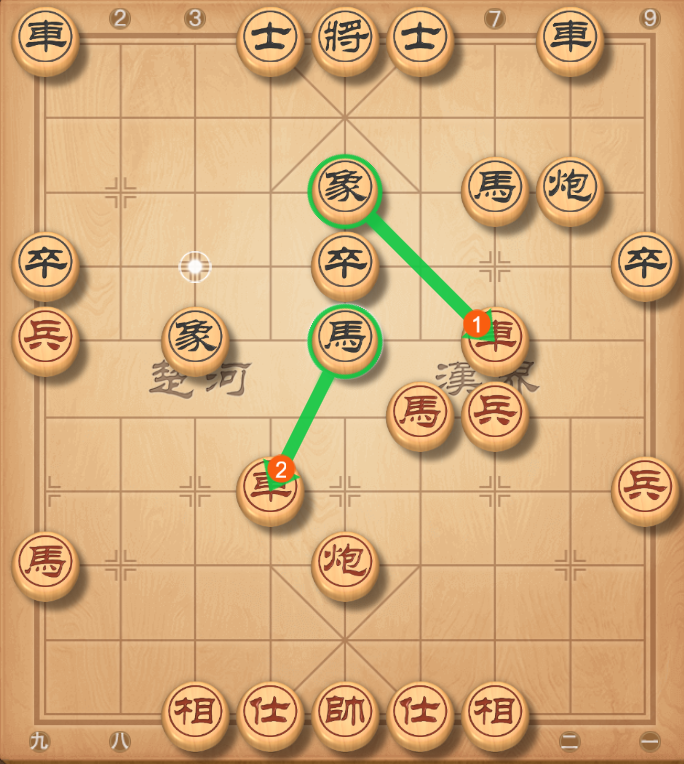 2 3 7 9
車 士 將 士 車
象 馬 炮
卒 卒 卒
兵 象 馬 1 車
楚河 漢界
馬 兵
2 車 兵
馬 炮
相 仕 帥 仕 相
九 八 二 一